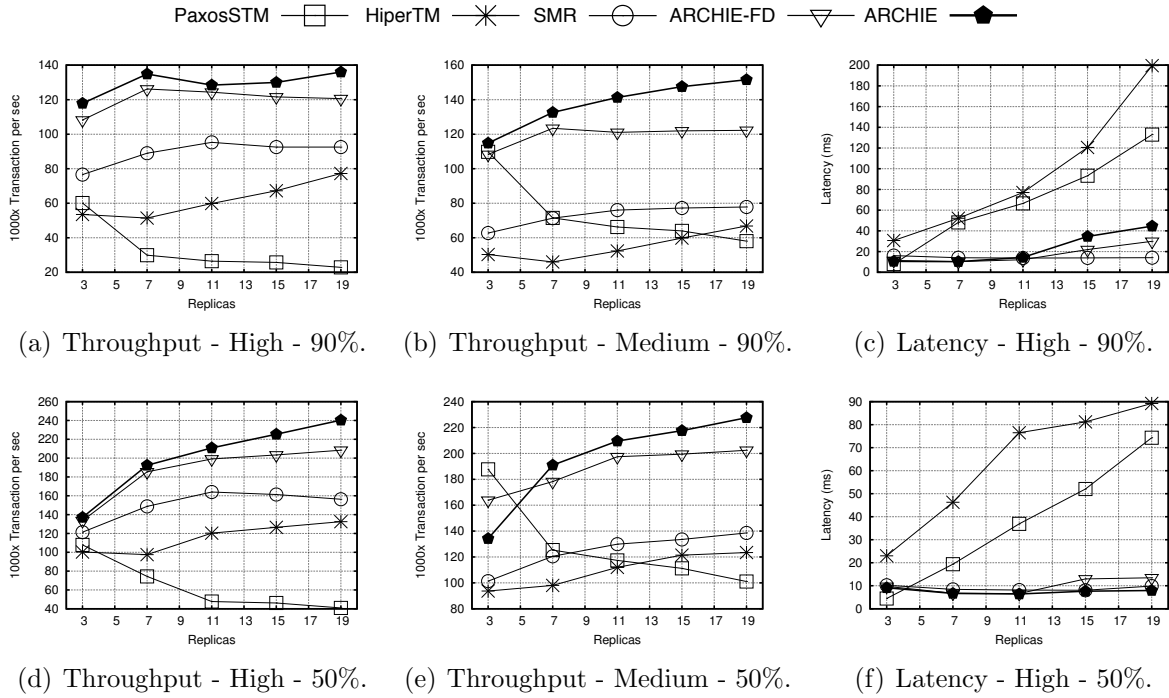 PaxosSTM HiperTM SMR ARCHIE-FD ARCHIE
140
120
100
80
60
40
20
1000x Transaction per sec
3 5 7 9 11 13 15 17 19
Replicas
(a) Throughput - High - 90%.
160
140
120
100
80
60
40
1000x Transaction per sec
3 5 7 9 11 13 15 17 19
Replicas
(b) Throughput - Medium - 90%.
200
180
160
140
120
100
80
60
40
20
0
Latency (ms)
3 5 7 9 11 13 15 17 19
Replicas
(c) Latency - High - 90%.
260
240
220
200
180
160
140
120
100
80
60
40
1000x Transaction per sec
3 5 7 9 11 13 15 17 19
Replicas
(d) Throughput - High - 50%.
240
220
200
180
160
140
120
100
80
1000x Transaction per sec
3 5 7 9 11 13 15 17 19
Replicas
(e) Throughput - Medium - 50%.
90
80
70
60
50
40
30
20
10
0
Latency (ms)
3 5 7 9 11 13 15 17 19
Replicas
(f) Latency - High - 50%.